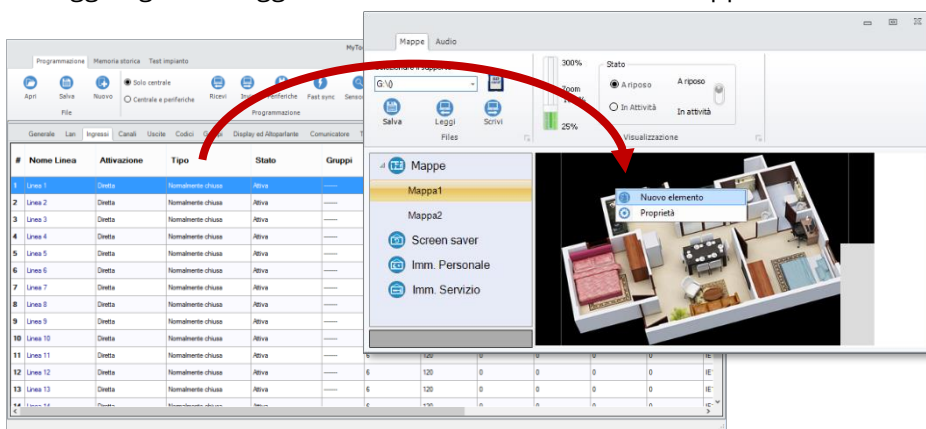 MyTo
Programmazione Memoria storica Test impianto
Apri Salva Nuovo
Solo centrale
Centrale e periferiche
Ricevi Periferiche Fast sync
File Programmazione
Generale Lan Ingressi Canali Uscite Codici Display ed Altoparlante Comunicatore
# Nome Linea Attivazione Tipo Stato Gruppi
1 Linea 1 Diretta Normalmente chiusa Attiva ------
2 Linea 2 Diretta Normalmente chiusa Attiva ------
3 Linea 3 Diretta Normalmente chiusa Attiva ------
4 Linea 4 Diretta Normalmente chiusa Attiva ------
5 Linea 5 Diretta Normalmente chiusa Attiva ------
6 Linea 6 Diretta Normalmente chiusa Attiva ------
7 Linea 7 Diretta Normalmente chiusa Attiva ------
8 Linea 8 Diretta Normalmente chiusa Attiva ------
9 Linea 9 Diretta Normalmente chiusa Attiva ------
10 Linea 10 Diretta Normalmente chiusa Attiva ------
11 Linea 11 Diretta Normalmente chiusa Attiva ------ 6 120 0 0 0 0 IE
12 Linea 12 Diretta Normalmente chiusa Attiva ------ 6 120 0 0 0 0 IE
13 Linea 13 Diretta Normalmente chiusa Attiva ------ 6 120 0 0 0 0 IE
Mappe Audio
G:\()
Salva Leggi Scrivi
Files
300%
Zoom
25%
Stato
A riposo
In Attività
A riposo
In attività
Visualizzazione
Mappe
Mappa1
Mappa2
Screen saver
Imm. Personale
Imm. Servizio
Nuovo elemento
Proprietà